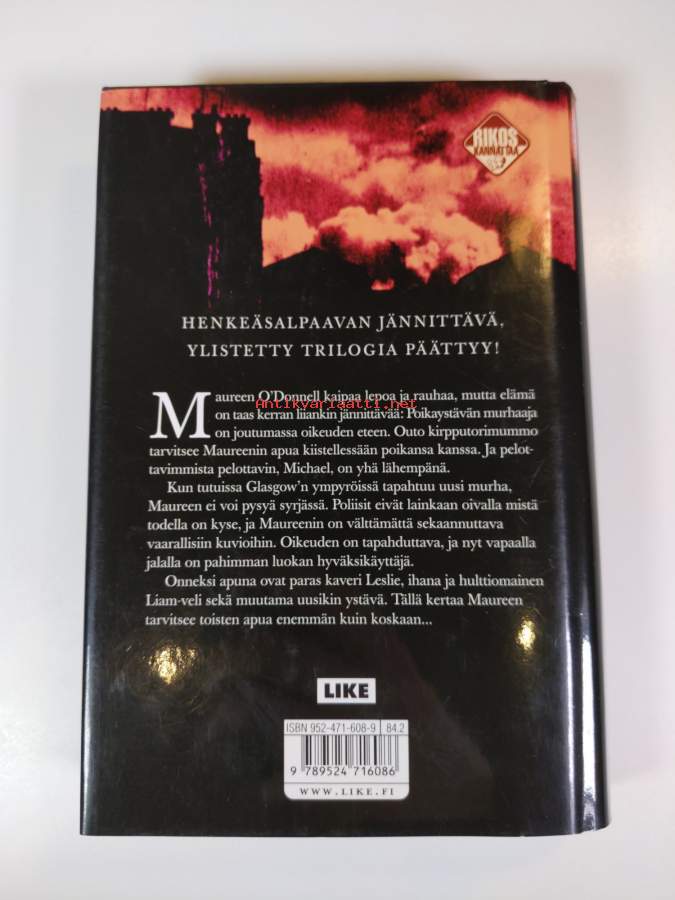 RIKOS
KANNATTAA
HENKEÄSALPAAVAN JÄNNITTÄVÄ,
YLISTETTY TRILOGIA PÄÄTTYY!
Maureen O'Donnell kaipaa lepoa ja rauhaa, mutta elämä
on taas kerran liiankin jännittävää: Poikaystävän murhaaja
Antikvariaatti.net
on joutumassa oikeuden eteen. Outo kirpputorimummo
tarvitsee Maureenin apua kiistellessään poikansa kanssa. Ja pelot-
tavimmista pelottavin, Michael, on yhä lähempänä.
Kun tutuissa Glasgow'n ympyröissä tapahtuu uusi murha,
Maureen ei voi pysyä syrjässä. Poliisit eivät lainkaan oivalla mistä
todella on kyse, ja Maureenin on välttämättä sekaannuttava
vaarallisiin kuvioihin. Oikeuden on tapahduttava, ja nyt vapaalla
jalalla on pahimman luokan hyväksikäyttäjä.
Onneksi apuna ovat paras kaveri Leslie, ihana ja hulttiomainen
Liam-veli sekä muutama uusikin ystävä. Tällä kertaa Maureen
tarvitsee toisten apua enemmän kuin koskaan...
LIKE
ISBN 952-471-608-9 84.2
9 789524 716086
WWW.LIKE.FI